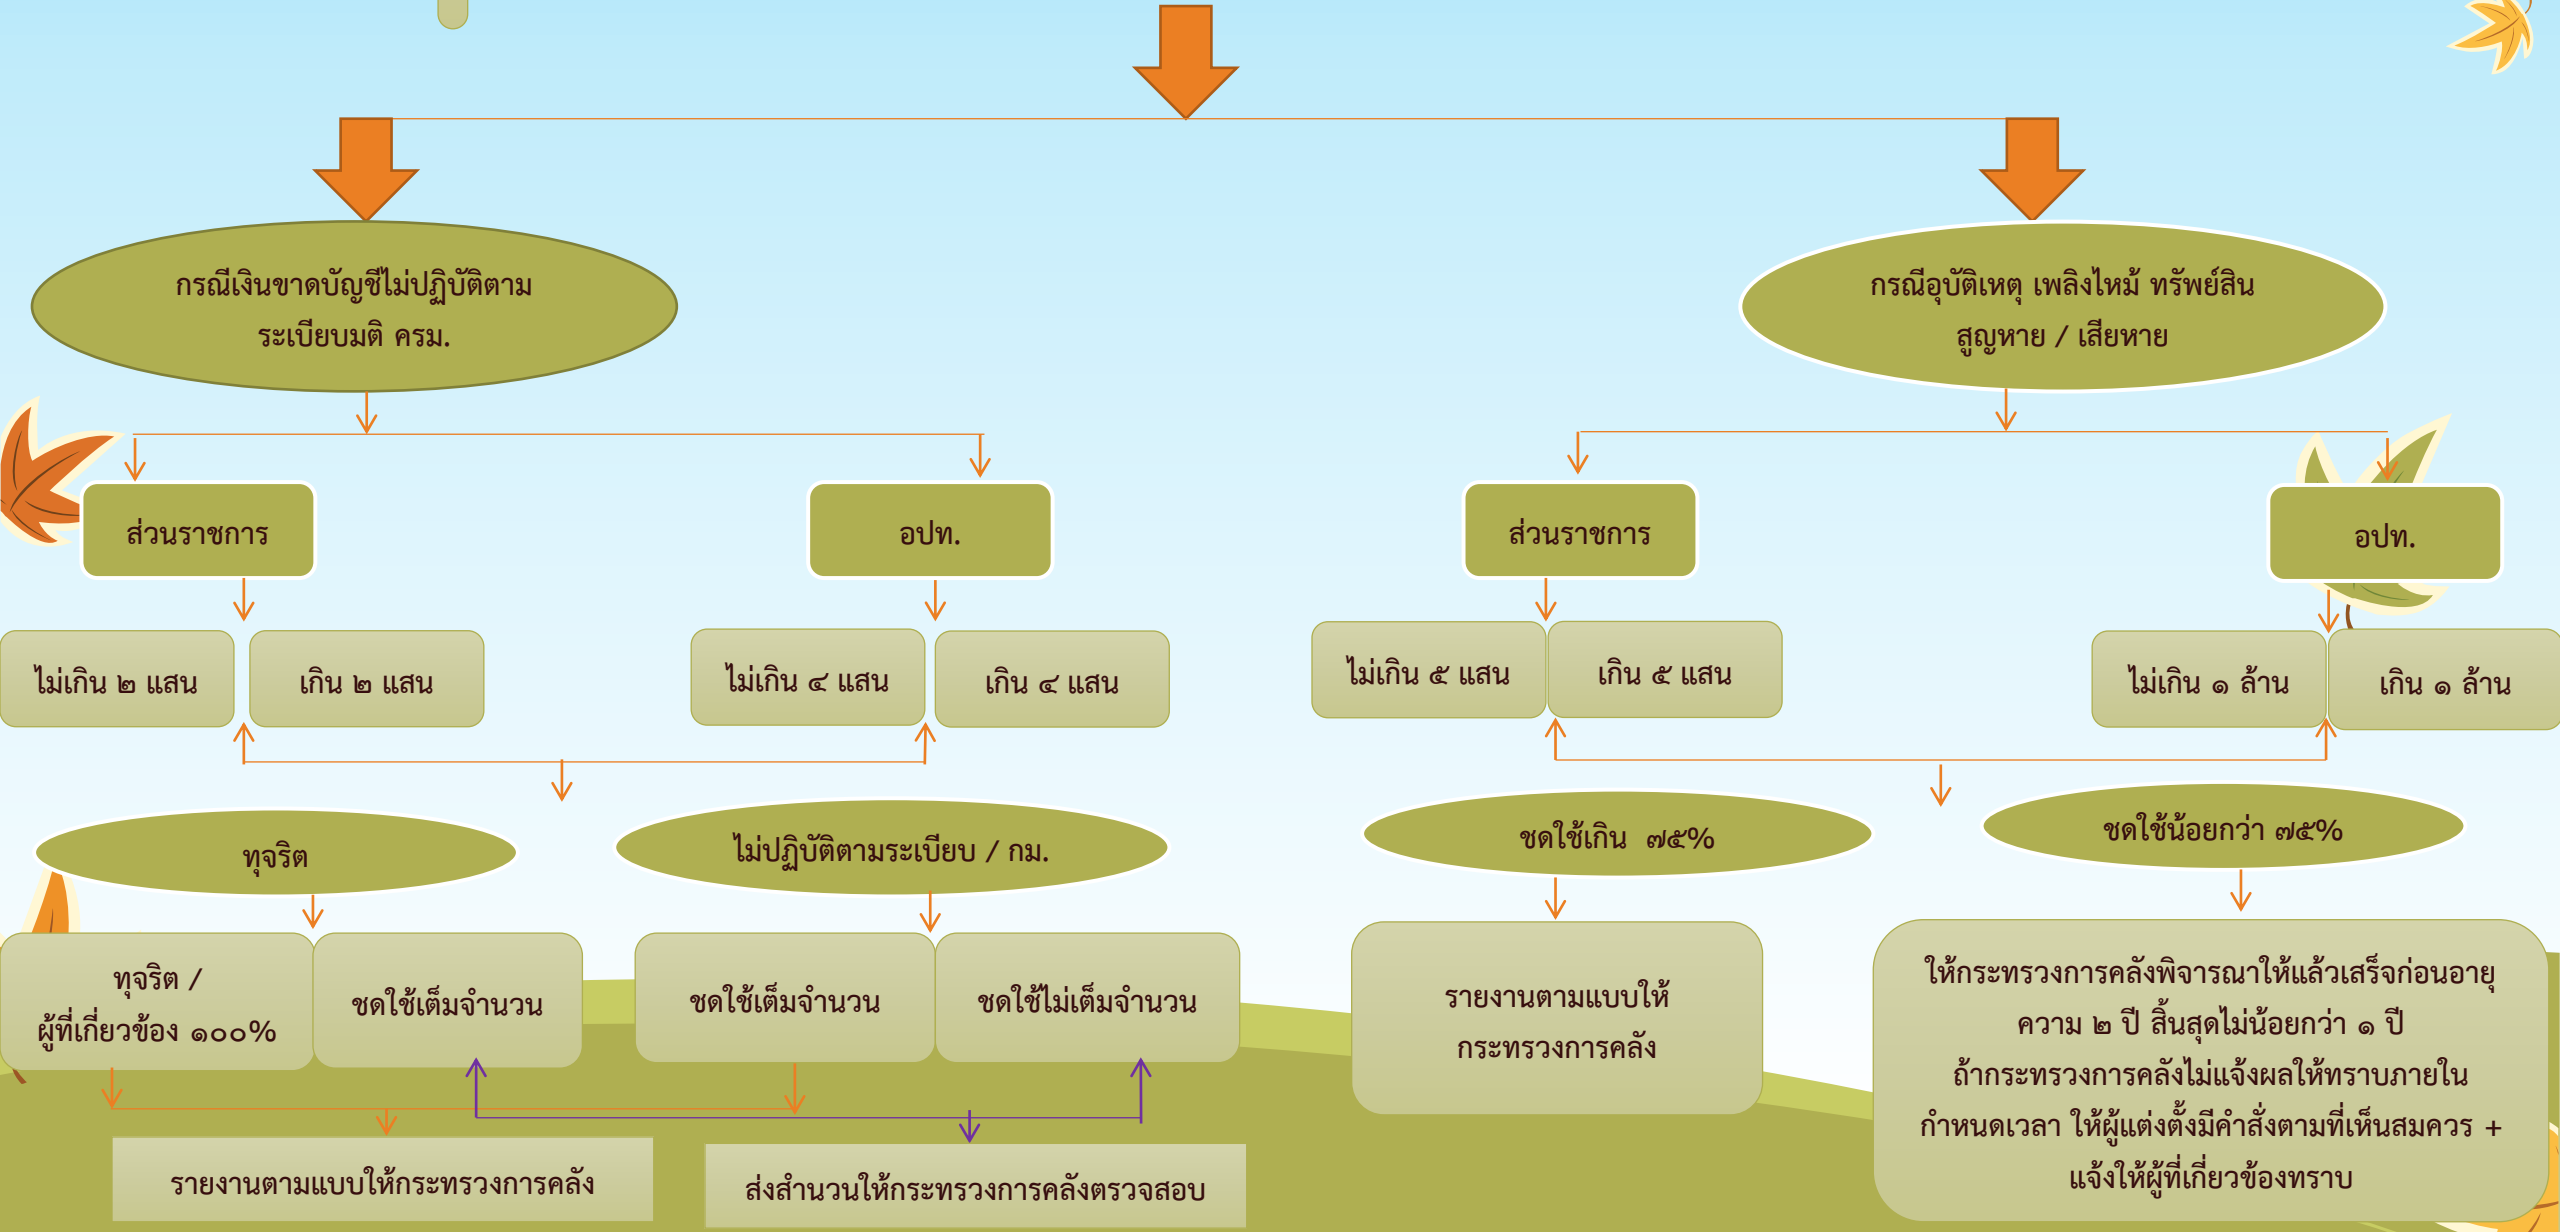 กรณีเงินขาดบัญชีไม่ปฏิบัติตาม
ระเบียบมติ ครม.
กรณีอุบัติเหตุ เพลิงไหม้ ทรัพย์สิน
สูญหาย / เสียหาย
ส่วนราชการ
อปท.
ส่วนราชการ
อปท.
ไม่เกิน ๒ แสน
เกิน ๒ แสน
ไม่เกิน ๔ แสน
เกิน ๔ แสน
ไม่เกิน ๕ แสน
เกิน ๕ แสน
ไม่เกิน ๑ ล้าน
เกิน ๑ ล้าน
ทุจริต
ไม่ปฏิบัติตามระเบียบ / กม.
ชดใช้เกิน ๗๕%
ชดใช้น้อยกว่า ๗๕%
ทุจริต /
ผู้ที่เกี่ยวข้อง ๑๐๐%
ชดใช้เต็มจำนวน
ชดใช้เต็มจำนวน
ชดใช้ไม่เต็มจำนวน
รายงานตามแบบให้
กระทรวงการคลัง
ให้กระทรวงการคลังพิจารณาให้แล้วเสร็จก่อนอายุ
ความ ๒ ปี สิ้นสุดไม่น้อยกว่า ๑ ปี
ถ้ากระทรวงการคลังไม่แจ้งผลให้ทราบภายใน
กำหนดเวลา ให้ผู้แต่งตั้งมีคำสั่งตามที่เห็นสมควร +
แจ้งให้ผู้ที่เกี่ยวข้องทราบ
รายงานตามแบบให้กระทรวงการคลัง
ส่งสำนวนให้กระทรวงการคลังตรวจสอบ